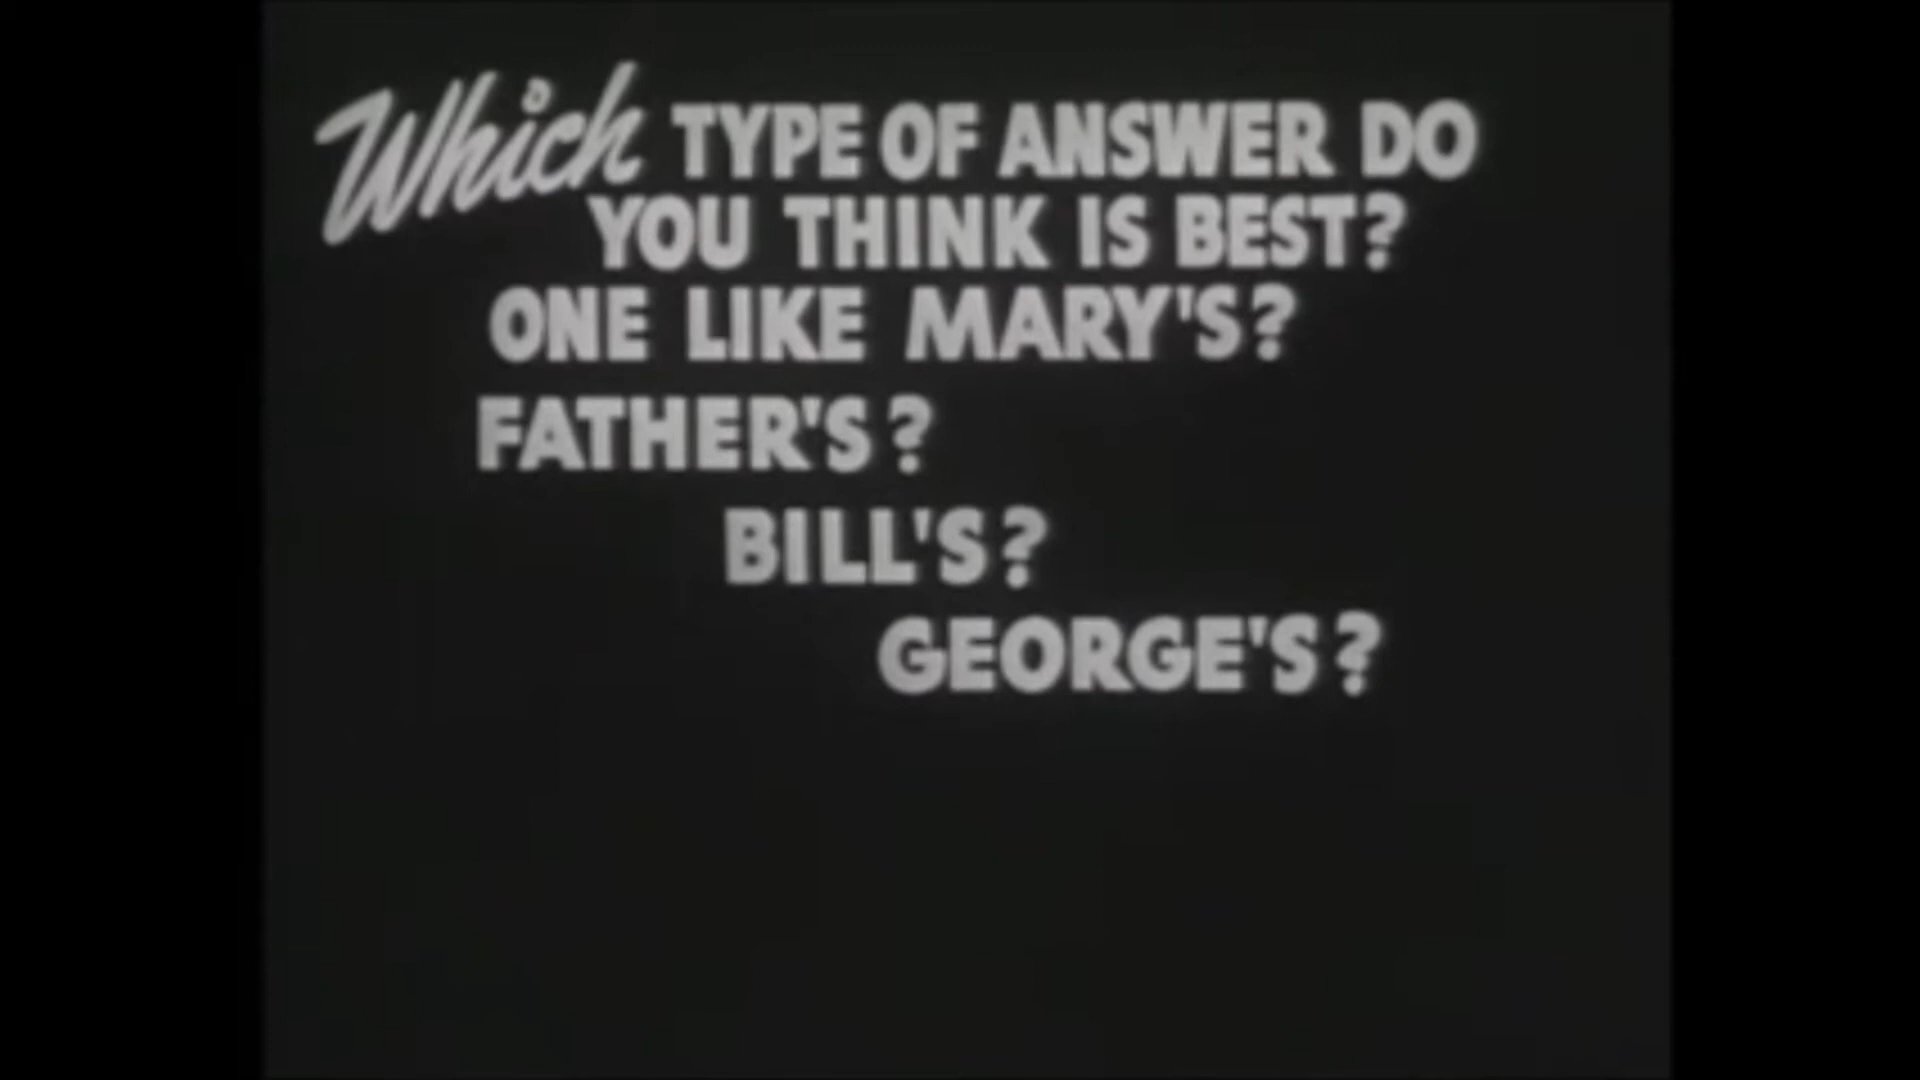 Which TYPE OF ANSWER DO
YOU THINK IS BEST?
ONE LIKE MARY'S?
FATHER'S?
BILL'S?
GEORGE'S?